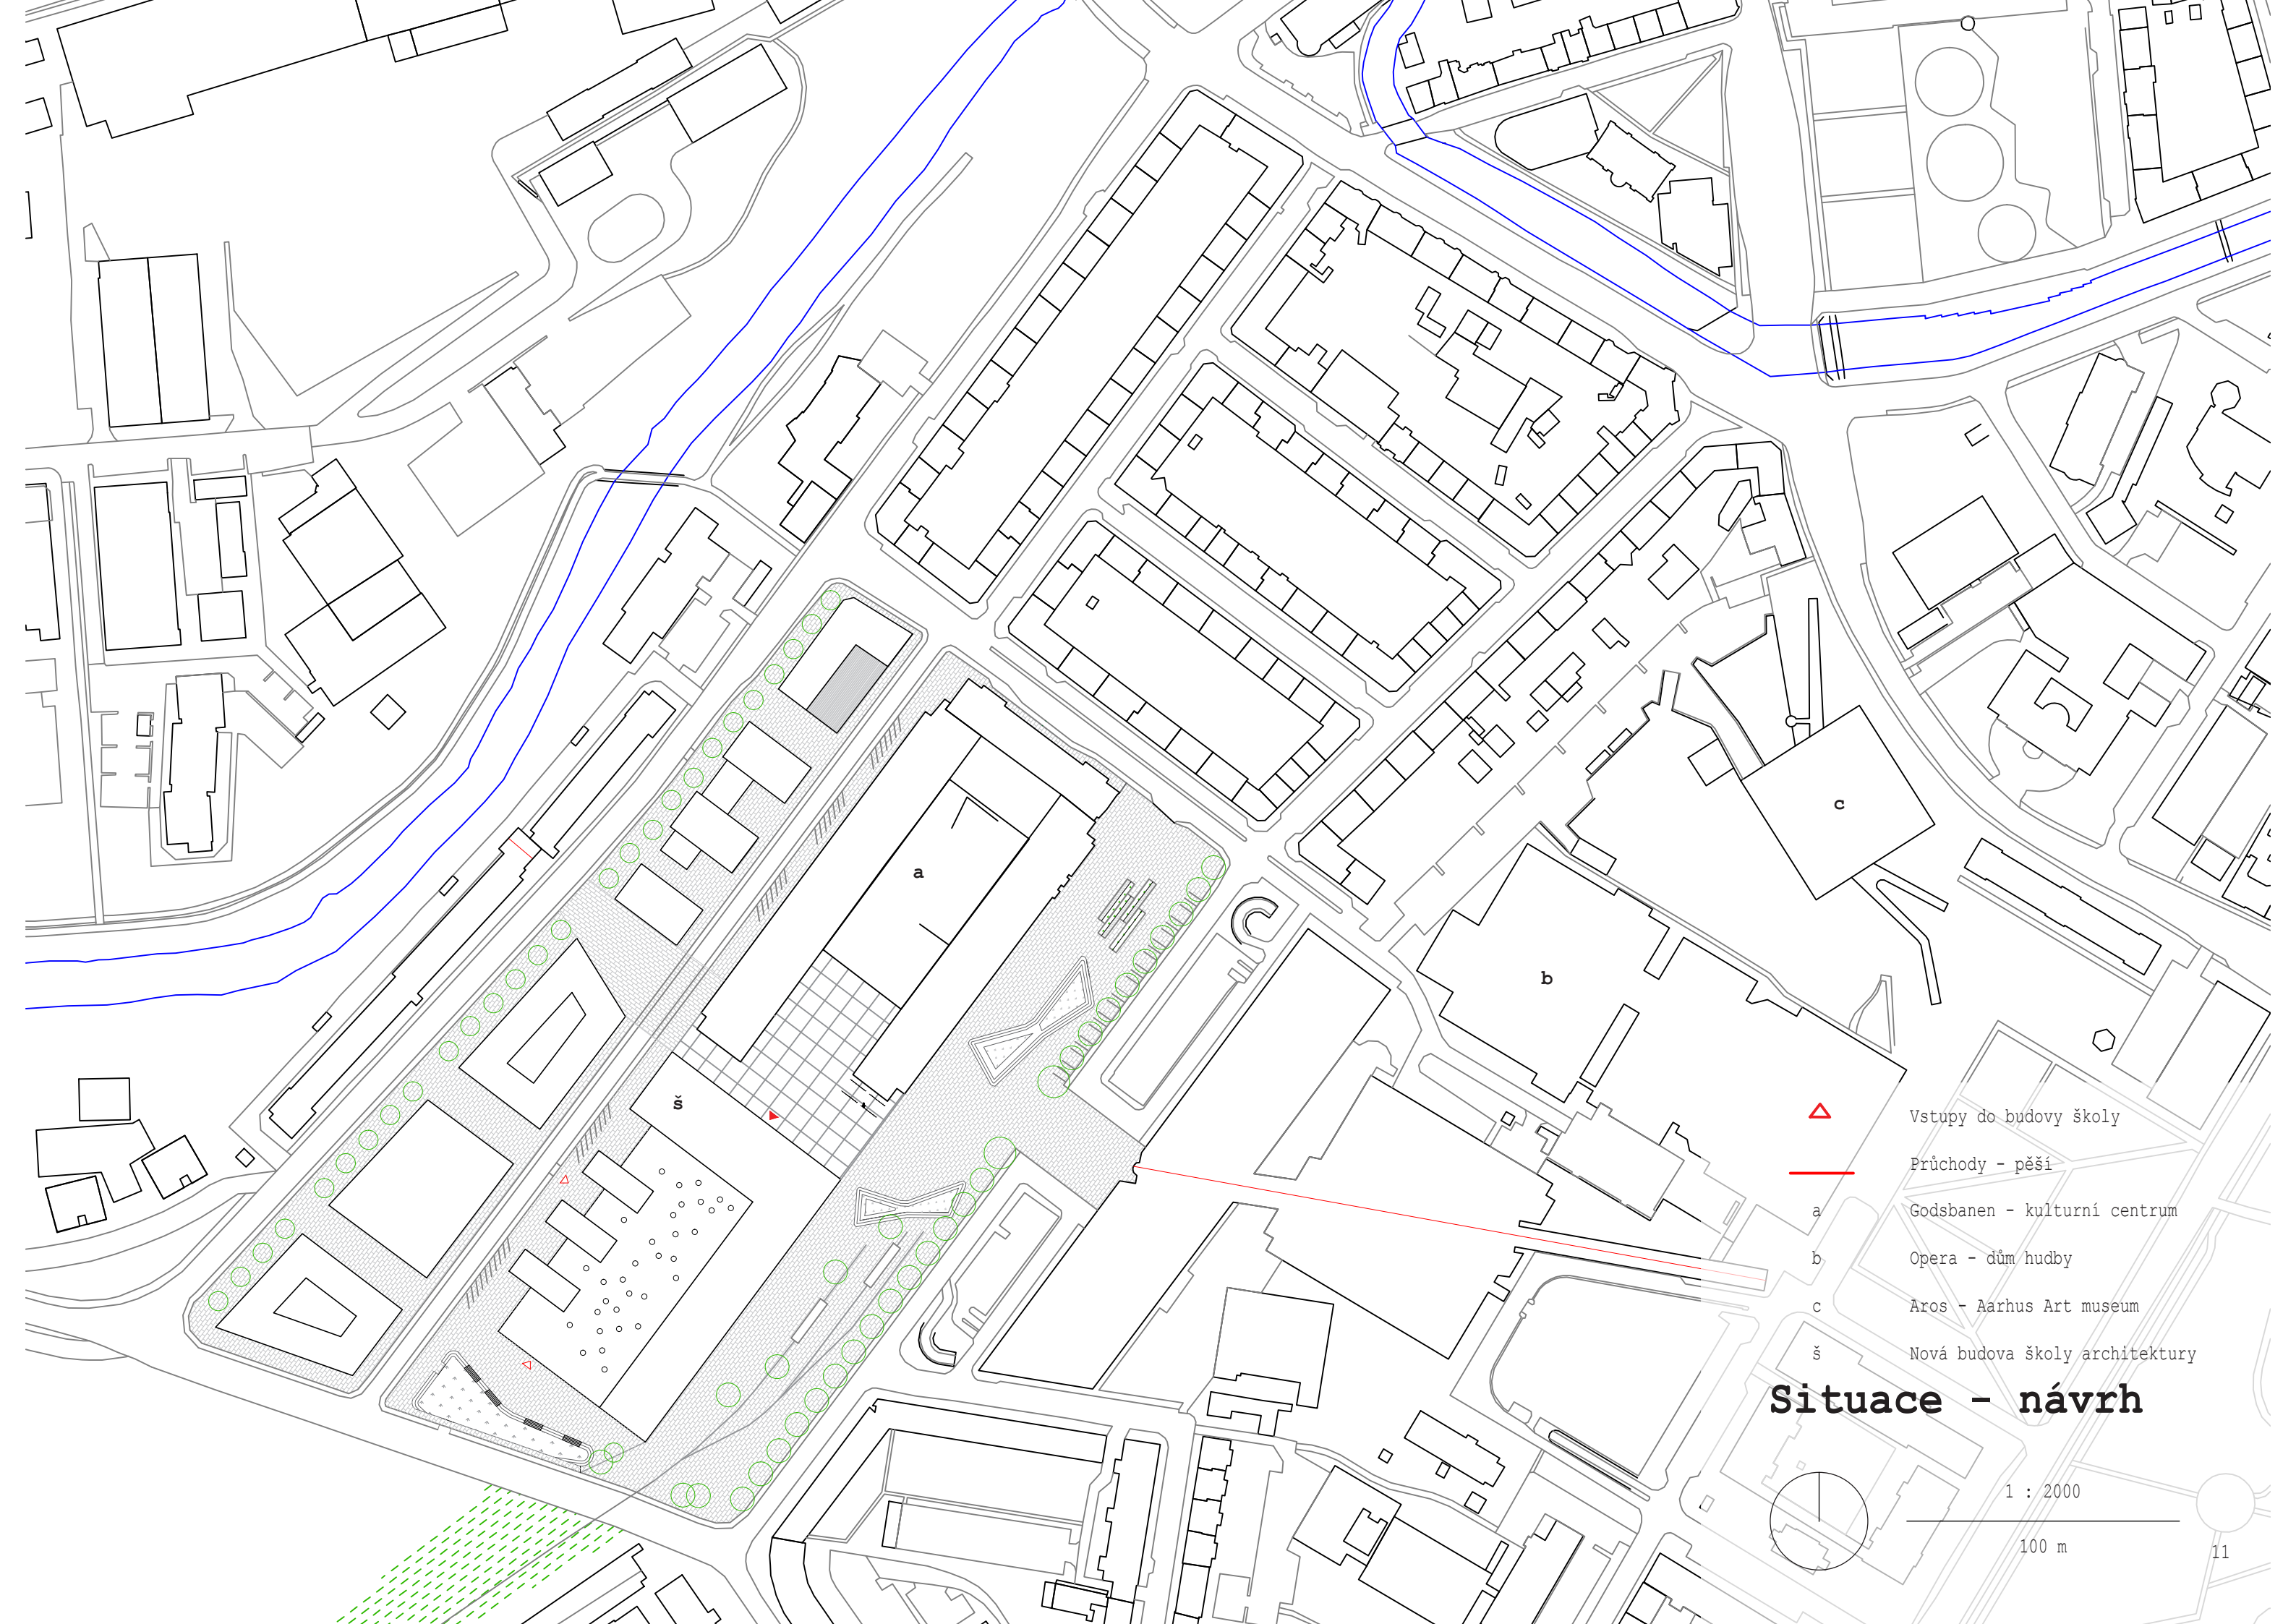 a
c
b
š
Vstupy do budovy školy
Průchody - pěší
a Godsbanen - kulturní centrum
b Opera - dům hudby
c Aros - Aarhus Art museum
š Nová budova školy architektury
Situace - návrh
1 : 2000
100 m
11